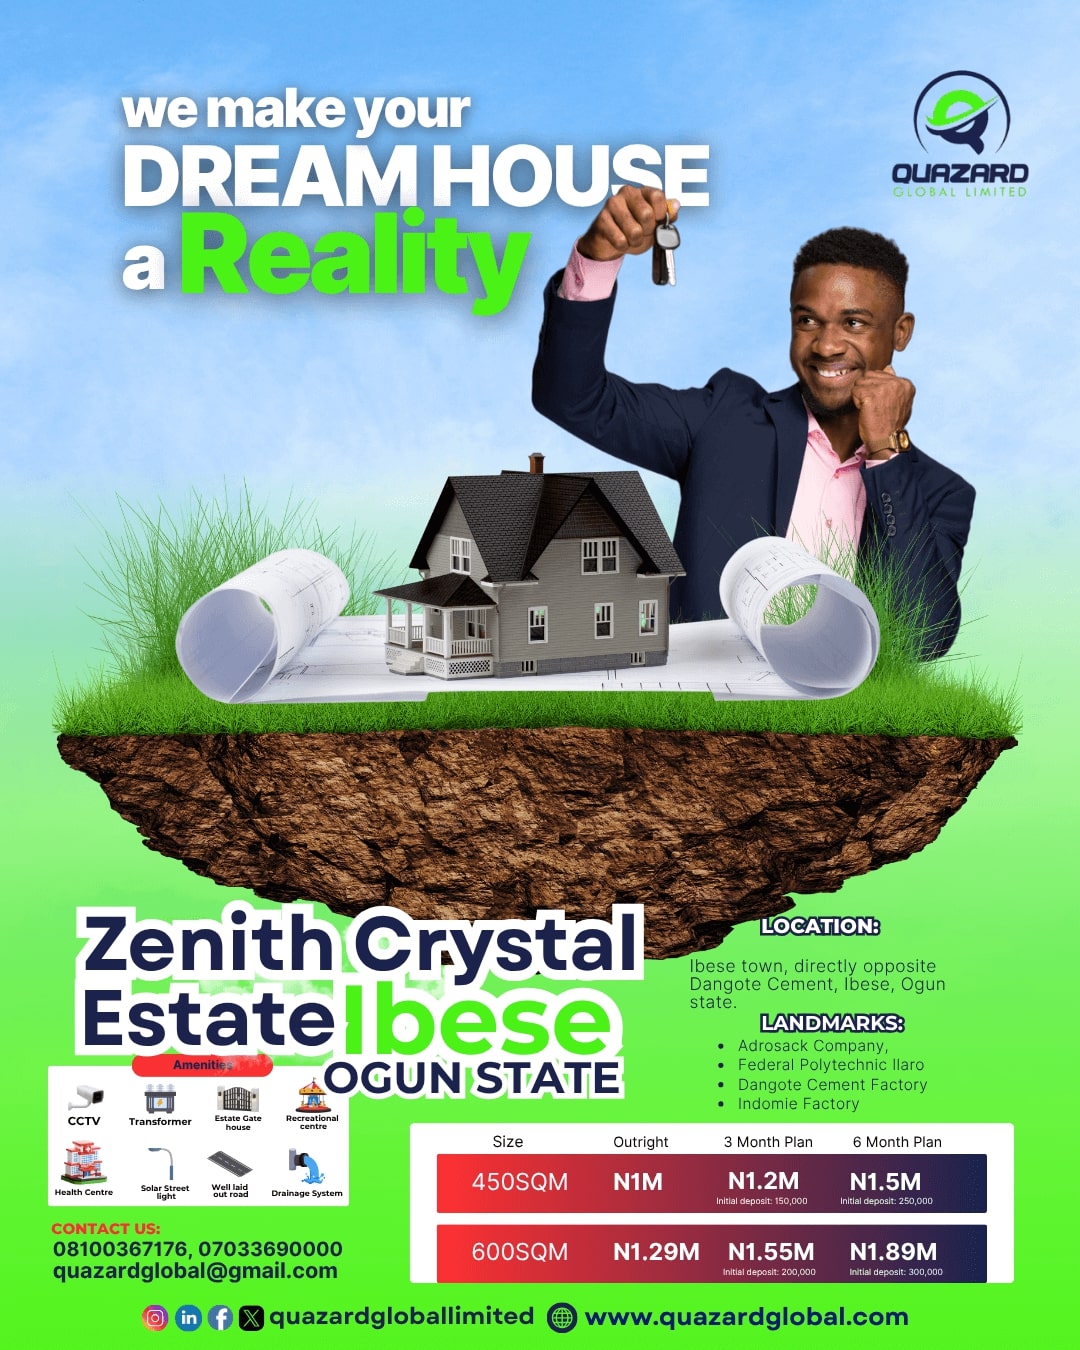 we make your
DREAM HOUSE
a Reality
QUAZARD
GLOBAL LIMITED
Zenith Crystal
Estate Ibese
OGUN STATE
LOCATION:
Ibese town, directly opposite
Dangote Cement, Ibese, Ogun
state.
LANDMARKS:
• Adrosack Company,
• Federal Polytechnic Ilaro
• Dangote Cement Factory
• Indomie Factory
Amenities
CCTV
Transformer
Estate Gate
house
Recreational
centre
Health Centre
Solar Street
light
Well laid
out road
Drainage System
Size Outright 3 Month Plan 6 Month Plan
450SQM N1M N1.2M N1.5M
Initial deposit: 150,000 Initial deposit: 250,000
600SQM N1.29M N1.55M N1.89M
Initial deposit: 200,000 Initial deposit: 300,000
CONTACT US:
08100367176, 07033690000
quazardglobal@gmail.com
quazardgloballimited www.quazardglobal.com